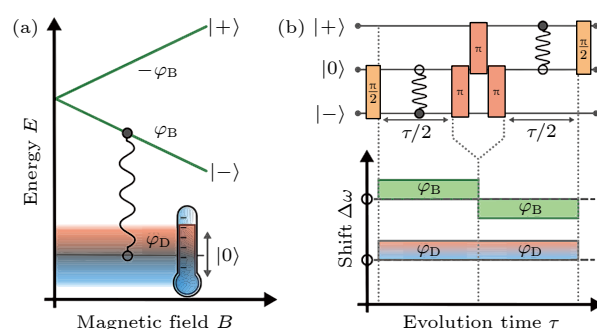 (a)
Energy E
|+⟩
−φB
φB
|−⟩
φD
|0⟩
Magnetic field B
(b)
|+⟩
|0⟩
|−⟩
π/2
π
π
π
π/2
τ/2
τ/2
Shift Δω
φB
φB
φD
φD
Evolution time τ